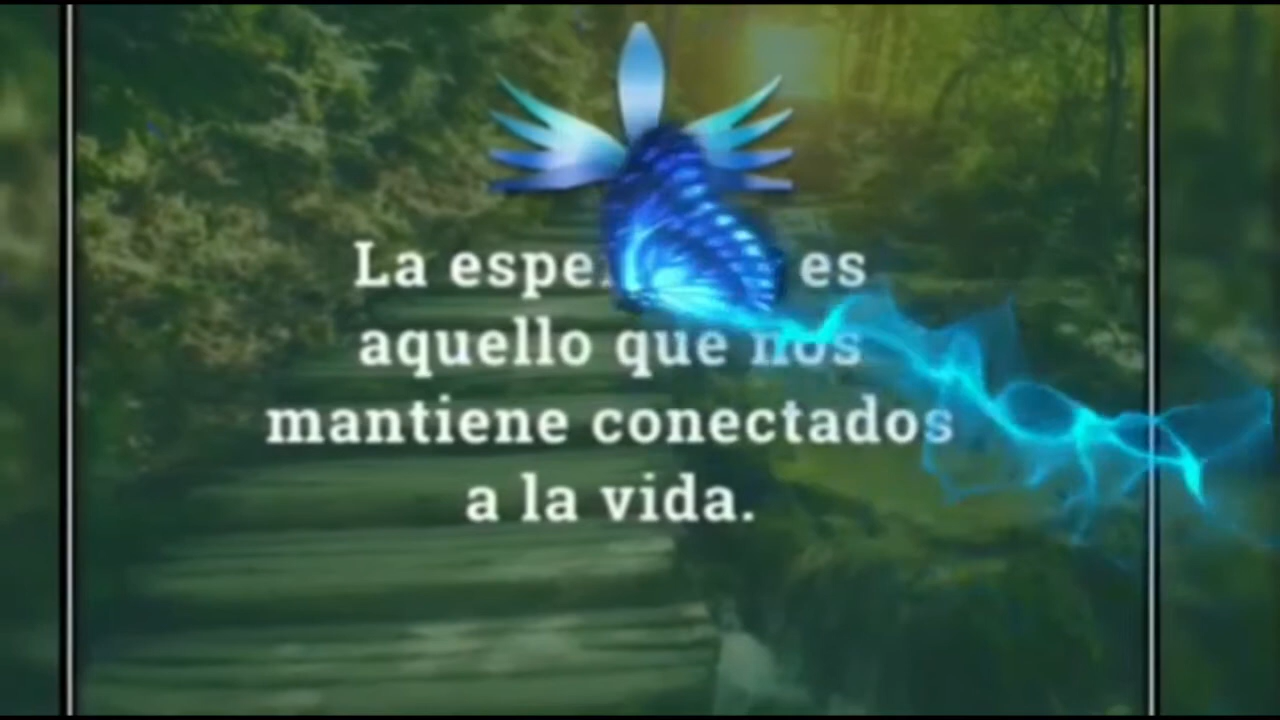 La es
aquello que nos
mantiene conectados
a la vida.